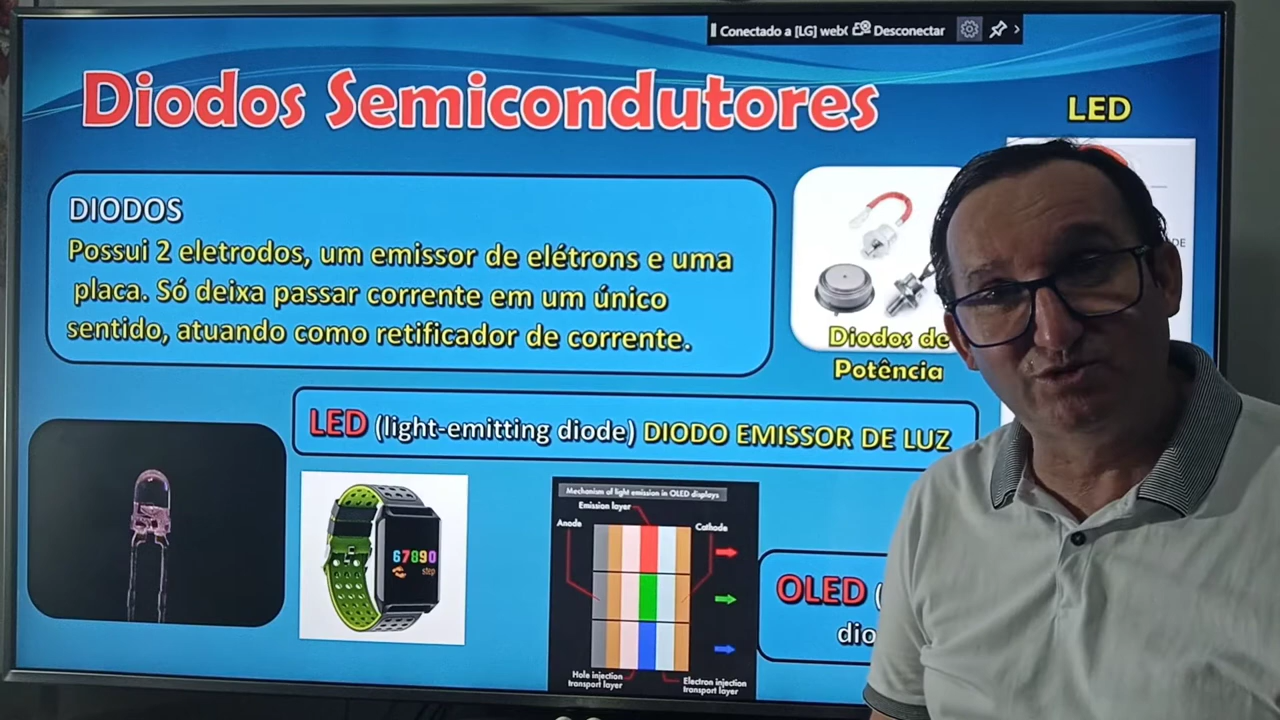 Conectado a [LG] web
Desconectar
Diodos Semicondutores
LED
DIODOS
Possui 2 eletrodos, um emissor de elétrons e uma
placa. Só deixa passar corrente em um único
sentido, atuando como retificador de corrente.
DE
Diodos de
Potência
LED (light-emitting diode) DIODO EMISSOR DE LUZ
67890
step
Mechanism of light emission in OLED displays
Emission layer
Anode
Cathode
Hole injection
transport layer
Electron injection
transport layer
OLED (
dio